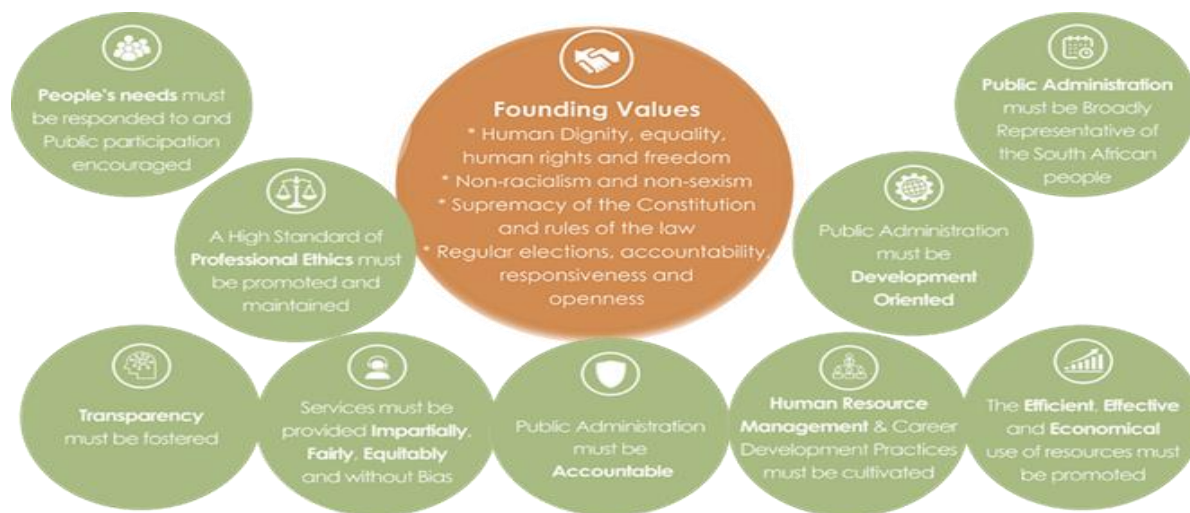 People's needs must
be responded to and
Public participation
encouraged
Founding Values
* Human Dignity, equality,
human rights and freedom
* Non-racialism and non-sexism
* Supremacy of the Constitution
and rules of the law
* Regular elections, accountability,
responsiveness and
openness
Public Administration
must be Broadly
Representative of
the South African
people
A High Standard of
Professional Ethics must
be promoted and
maintained
Public Administration
must be
Development
Oriented
Transparency
must be fostered
Services must be
provided Impartially,
Fairly, Equitably
and without Bias
Public Administration
must be
Accountable
Human Resource
Management & Career
Development Practices
must be cultivated
The Efficient, Effective
and Economical
use of resources must
be promoted